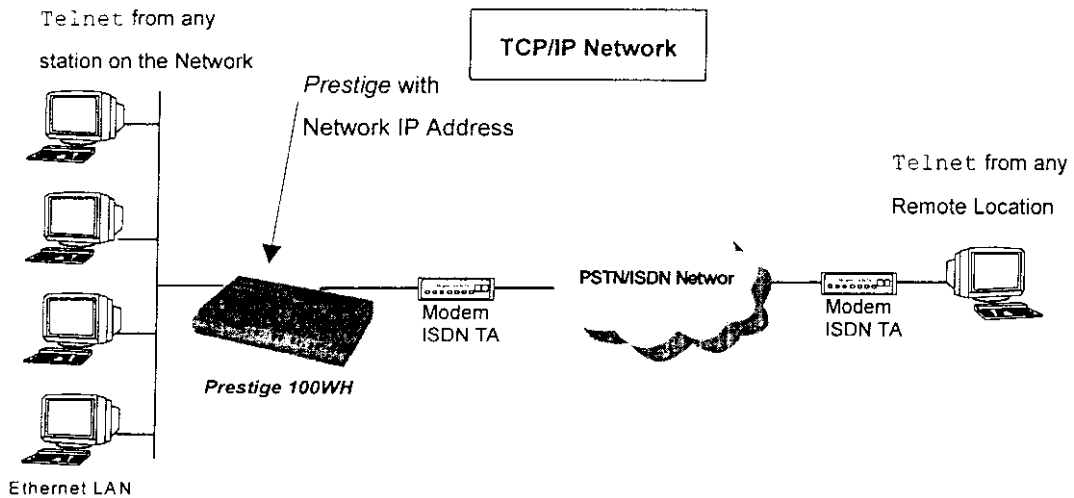 Telnet from any
station on the Network
TCP/IP Network
Prestige with
Network IP Address
Telnet from any
Remote Location
PSTN/ISDN Networ
Modem
ISDN TA
Modem
ISDN TA
Prestige 100WH
Ethernet LAN